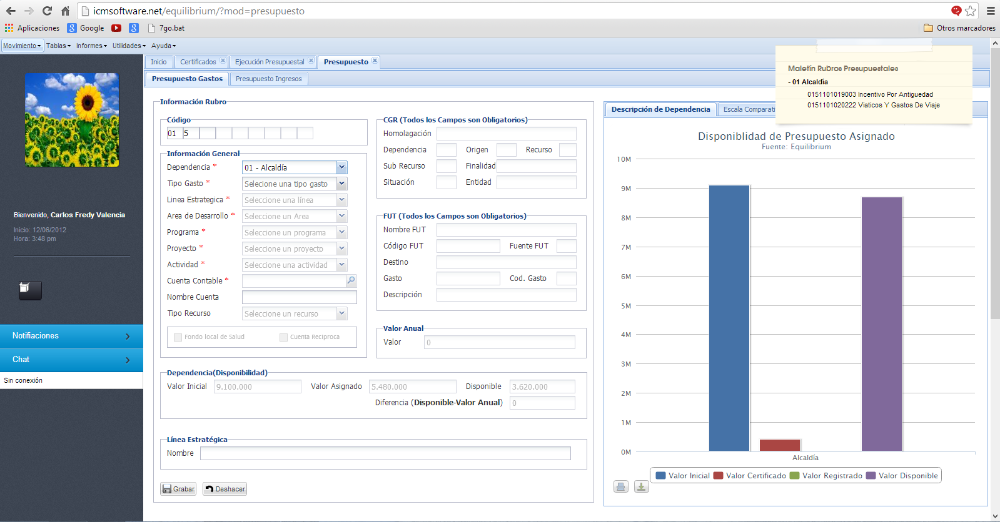 icmsoftware.net/equilibrium/?mod=presupuesto
Aplicaciones Google 7go.bat Otros marcadores
Movimiento Tablas Informes Utilidades Ayuda
Inicio Certificados Ejecución Presupuestal Presupuesto
Presupuesto Gastos Presupuesto Ingresos
Bienvenido, Carlos Fredy Valencia
Inicio: 12/06/2012
Hora: 3:48 pm
Notifiaciones
Chat
Sin conexión
Información Rubro
Código
01 5
Información General
Dependencia * 01 - Alcaldía
Tipo Gasto * Selecione una tipo gasto
Linea Estrategica * Seleccione una línea
Area de Desarrollo * Seleccione un Area
Programa * Seleccione un programa
Proyecto * Seleccione un proyecto
Actividad * Seleccione una actividad
Cuenta Contable *
Nombre Cuenta
Tipo Recurso Seleccione un recurso
Fondo local de Salud Cuenta Reciproca
CGR (Todos los Campos son Obligatorios)
Homolagación
Dependencia Origen Recurso
Sub Recurso Finalidad
Situación Entidad
FUT (Todos los Campos son Obligatorios)
Nombre FUT
Código FUT Fuente FUT
Destino
Gasto Cod. Gasto
Descripción
Valor Anual
Valor 0
Dependencia(Disponibilidad)
Valor Inicial 9.100.000 Valor Asignado 5.480.000 Disponible 3.620.000
Diferencia (Disponible-Valor Anual) 0
Línea Estratégica
Nombre
Grabar Deshacer
Maletín Rubros Presupuestales
- 01 Alcaldía
0151101019003 Incentivo Por Antiguedad
0151101020222 Viaticos Y Gastos De Viaje
Descripción de Dependencia Escala Comparati
Disponiblidad de Presupuesto Asignado
Fuente: Equilibrium
10M
9M
8M
7M
6M
5M
4M
3M
2M
1M
0M
Alcaldía
Valor Inicial Valor Certificado Valor Registrado Valor Disponible